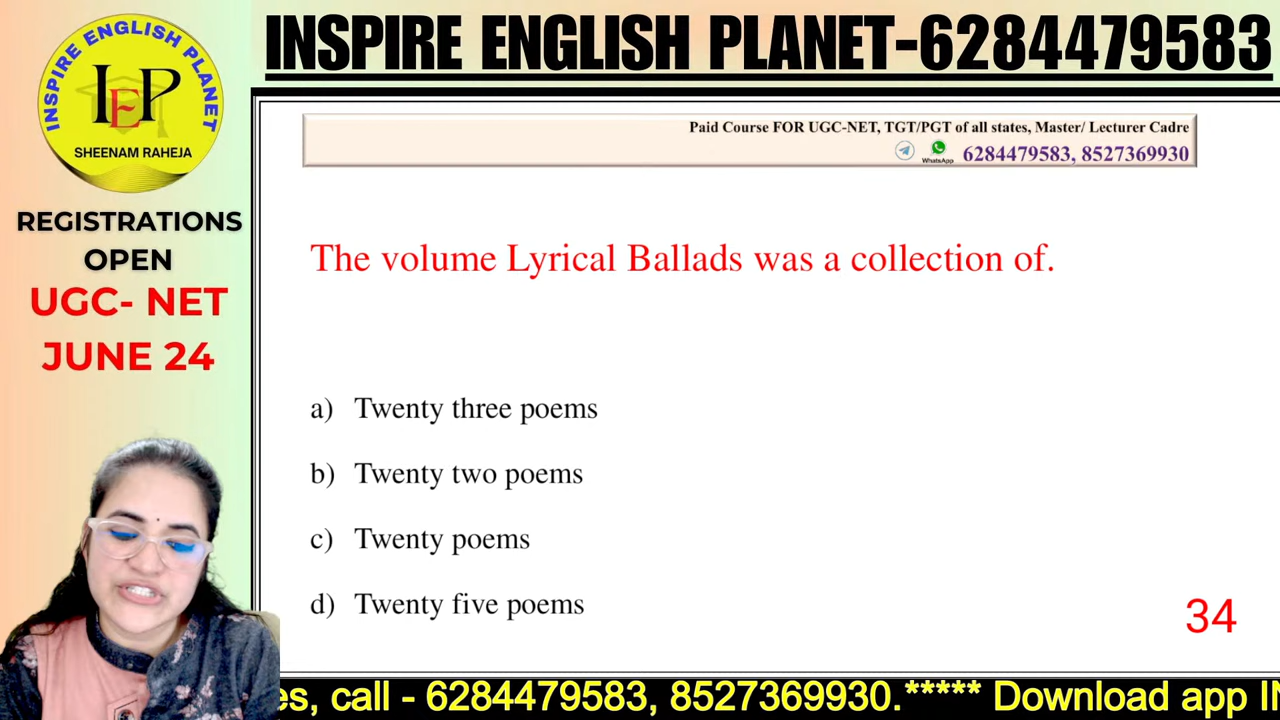 INSPIRE ENGLISH PLANET
IEP
SHEENAM RAHEJA
REGISTRATIONS
OPEN
UGC- NET
JUNE 24
INSPIRE ENGLISH PLANET-6284479583
Paid Course FOR UGC-NET, TGT/PGT of all states, Master/ Lecturer Cadre
WhatsApp 6284479583, 8527369930
The volume Lyrical Ballads was a collection of.
a) Twenty three poems
b) Twenty two poems
c) Twenty poems
d) Twenty five poems
34
es, call - 6284479583, 8527369930.***** Download app IN